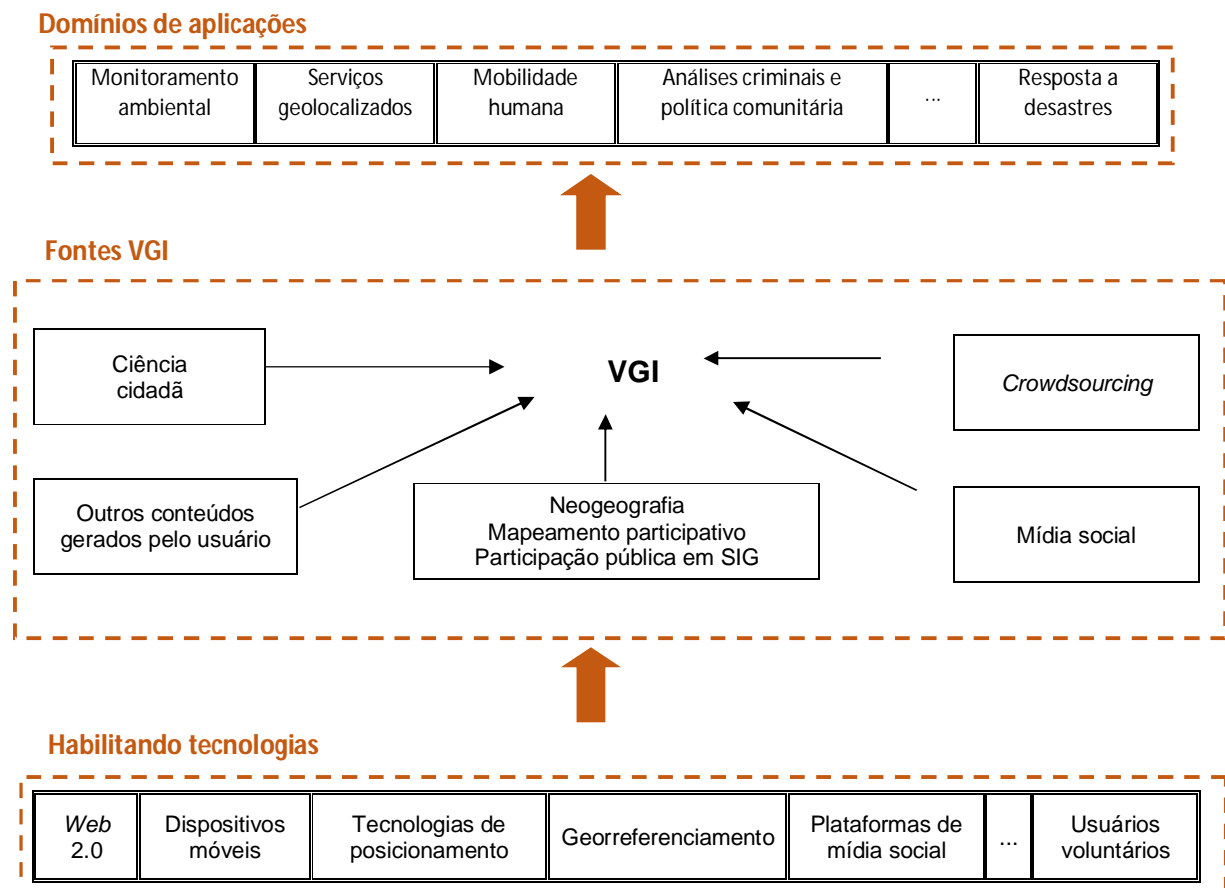 Domínios de aplicações
Monitoramento
ambiental
Serviços
geolocalizados
Mobilidade
humana
Análises criminais e
política comunitária
...
Resposta a
desastres
Fontes VGI
Ciência
cidadã
VGI
Crowdsourcing
Outros conteúdos
gerados pelo usuário
Neogeografia
Mapeamento participativo
Participação pública em SIG
Mídia social
Habilitando tecnologias
Web
2.0
Dispositivos
móveis
Tecnologias de
posicionamento
Georreferenciamento
Plataformas de
mídia social
...
Usuários
voluntários